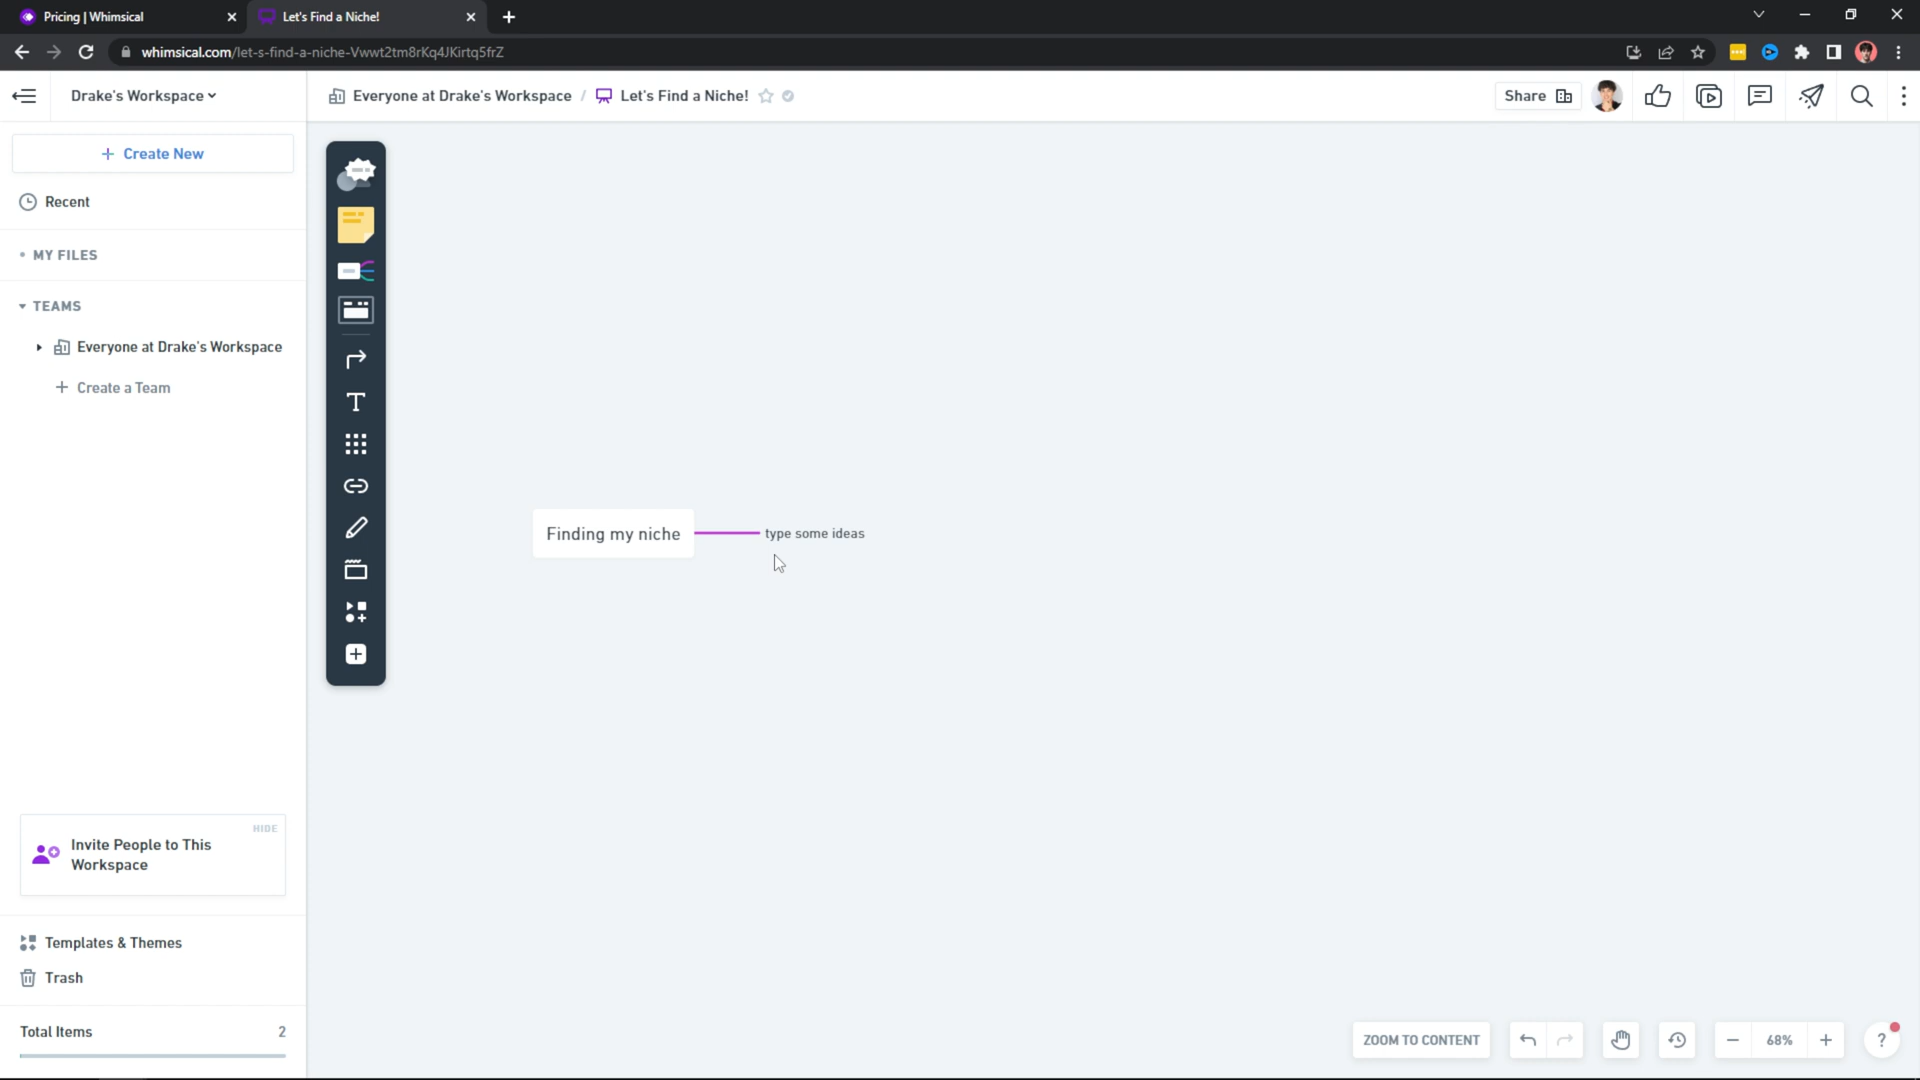 Pricing | Whimsical
Let's Find a Niche!
whimsical.com/let-s-find-a-niche-Vwwt2tm8rKq4JKirtq5frZ
Drake's Workspace
Everyone at Drake's Workspace / Let's Find a Niche!
Share
+ Create New
Recent
MY FILES
TEAMS
Everyone at Drake's Workspace
+ Create a Team
Finding my niche
type some ideas
HIDE
Invite People to This
Workspace
Templates & Themes
Trash
Total Items 2
ZOOM TO CONTENT
68%
?